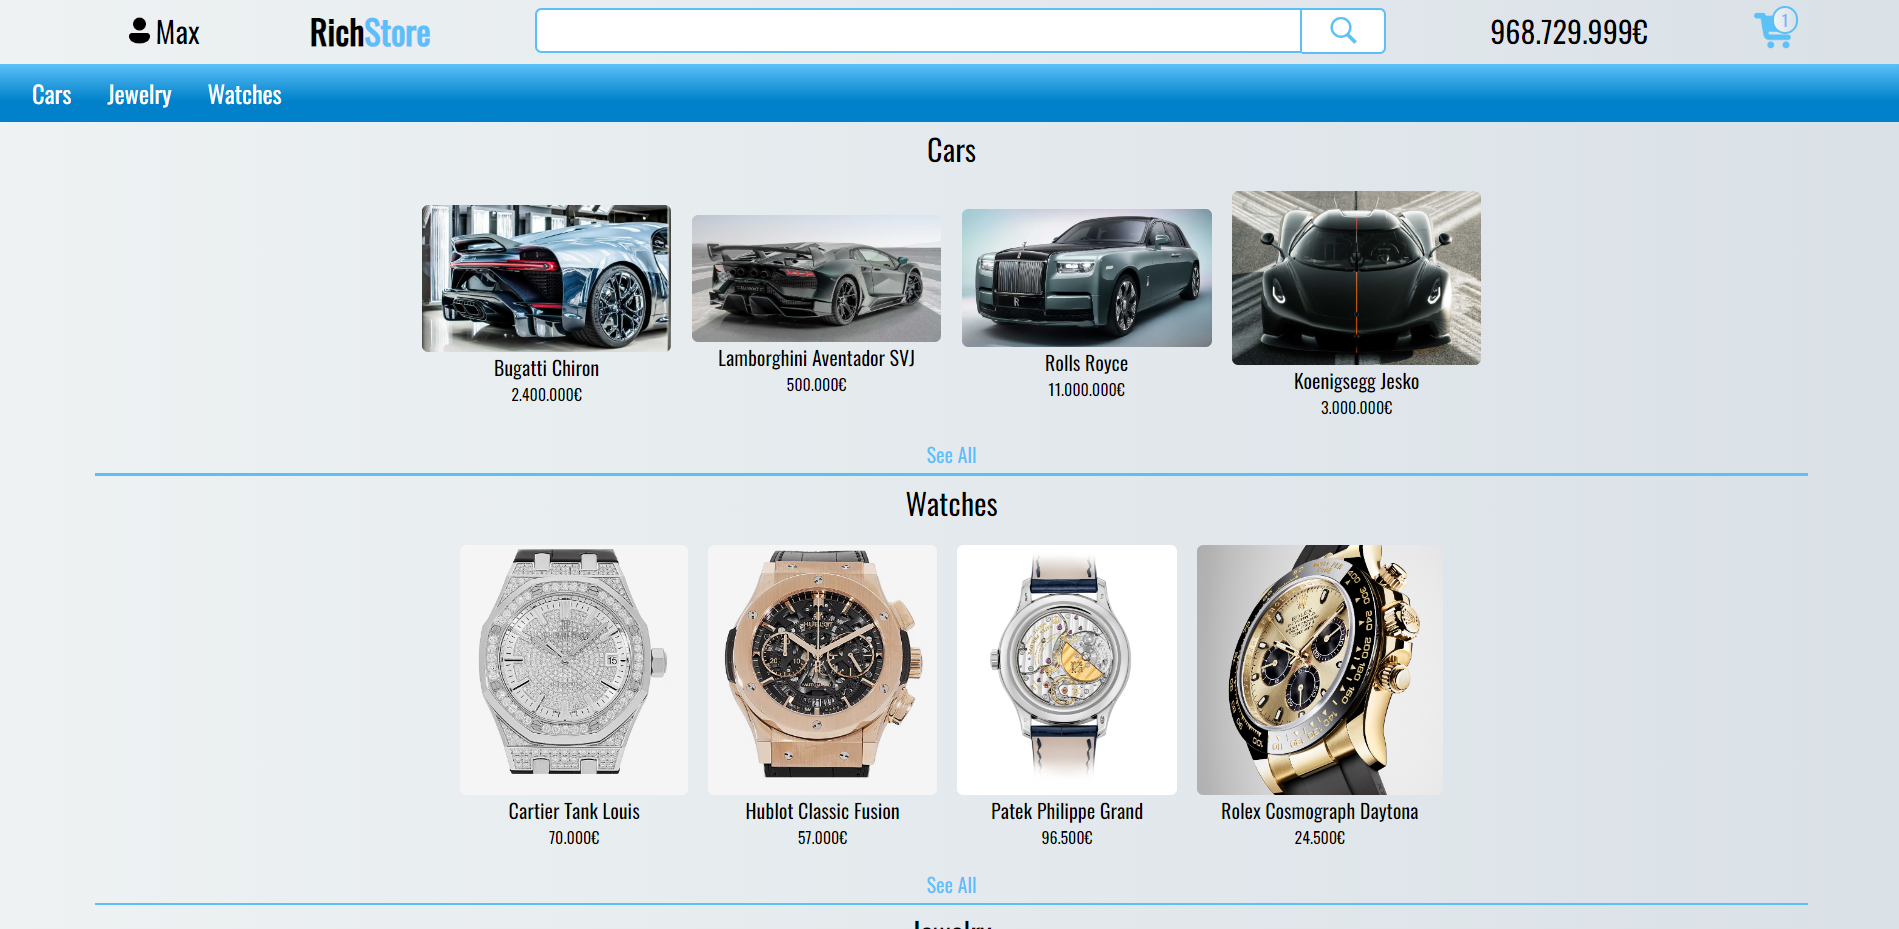 Max
RichStore
968.729.999€
1
Cars
Jewelry
Watches
Cars
Bugatti Chiron
2.400.000€
Lamborghini Aventador SVJ
500.000€
Rolls Royce
11.000.000€
Koenigsegg Jesko
3.000.000€
See All
Watches
Cartier Tank Louis
70.000€
Hublot Classic Fusion
57.000€
Patek Philippe Grand
96.500€
Rolex Cosmograph Daytona
24.500€
See All
Jewelry